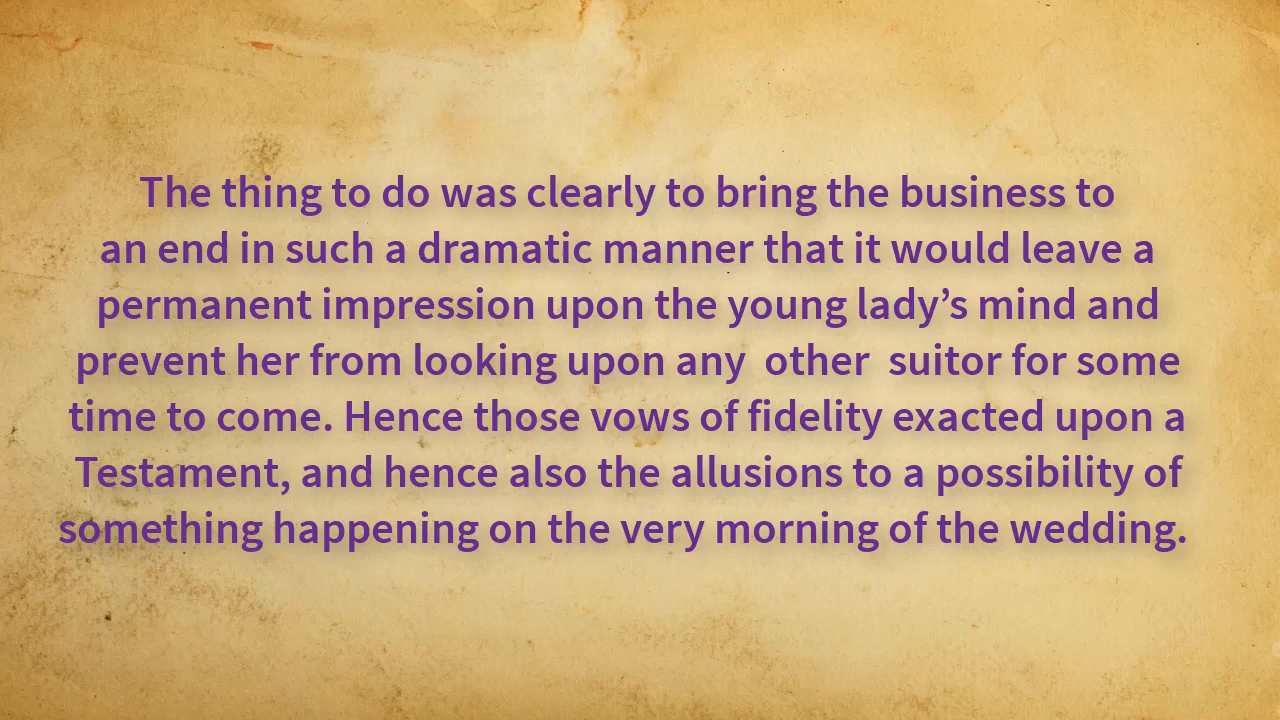 The thing to do was clearly to bring the business to
an end in such a dramatic manner that it would leave a
permanent impression upon the young lady’s mind and
prevent her from looking upon any  other  suitor for some
time to come. Hence those vows of fidelity exacted upon a
Testament, and hence also the allusions to a possibility of
something happening on the very morning of the wedding.